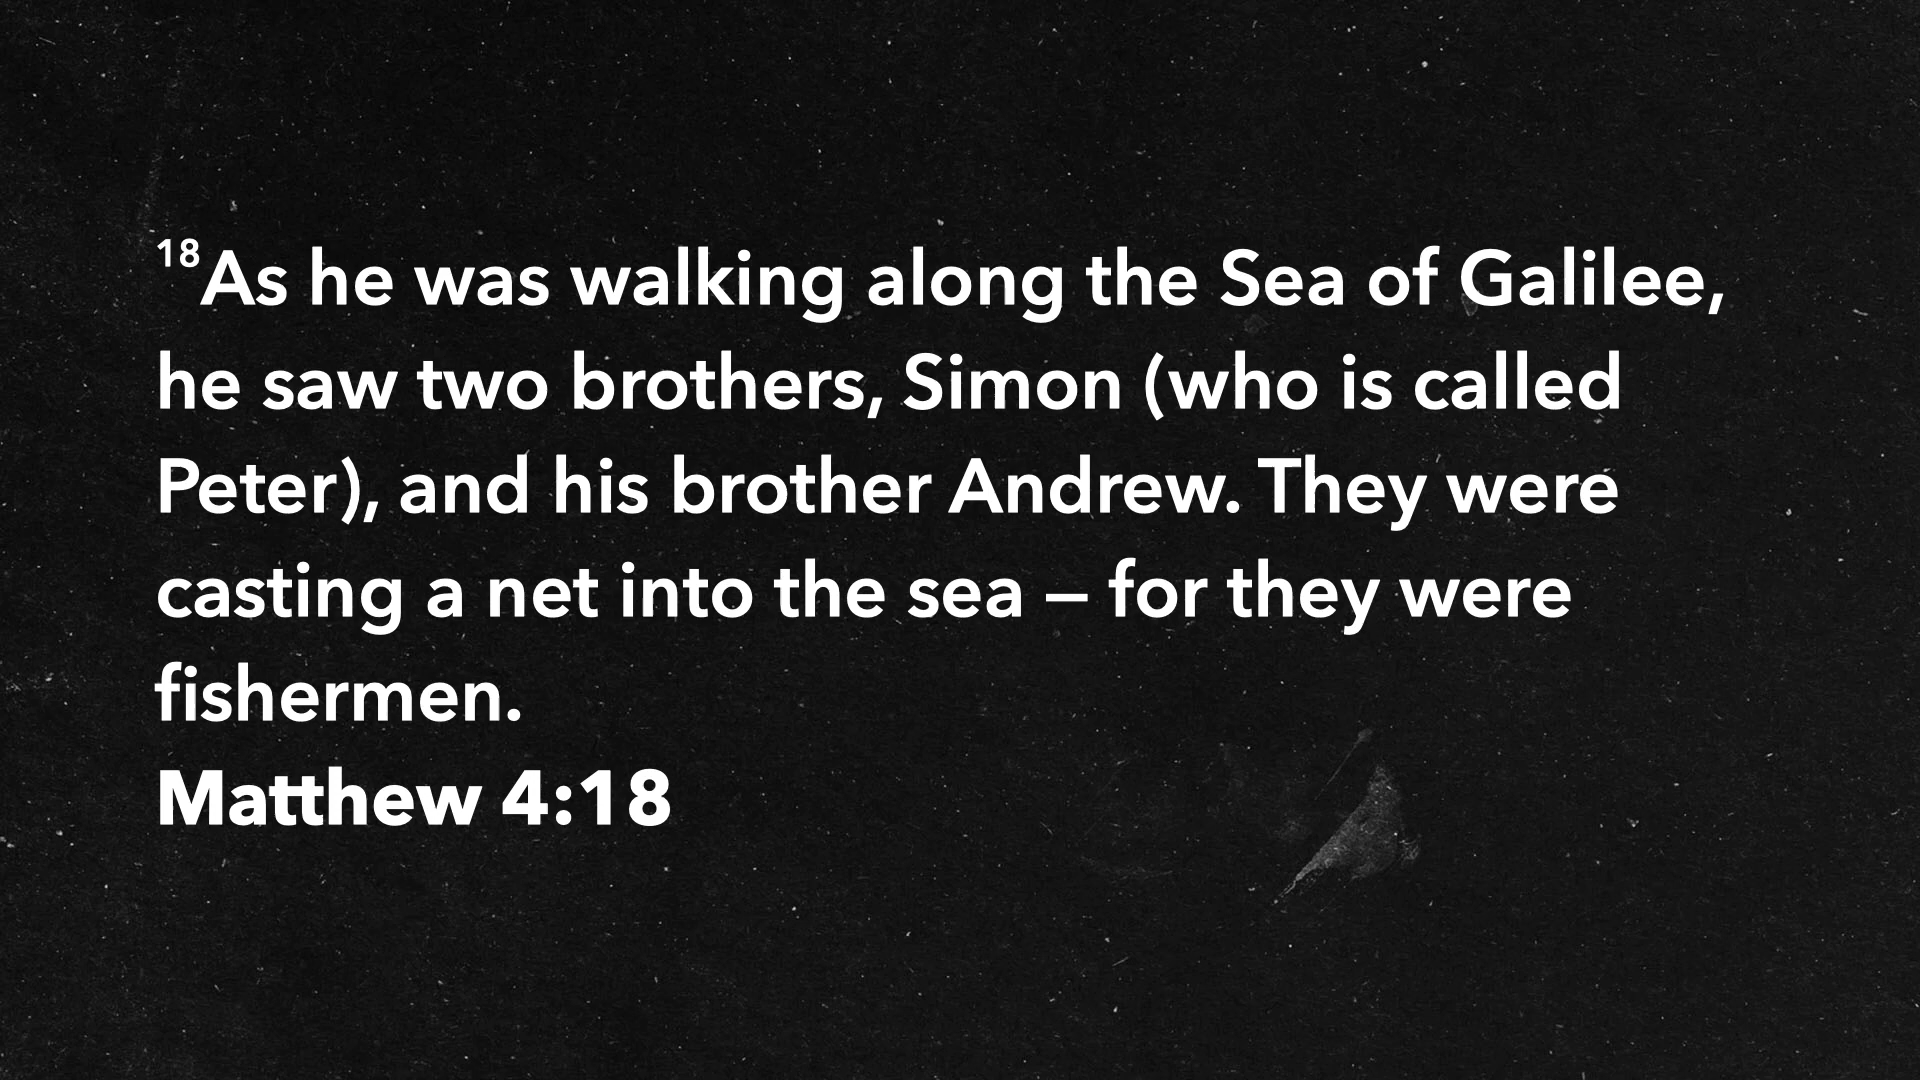 ¹⁸As he was walking along the Sea of Galilee,
he saw two brothers, Simon (who is called
Peter), and his brother Andrew. They were
casting a net into the sea – for they were
fishermen.
Matthew 4:18